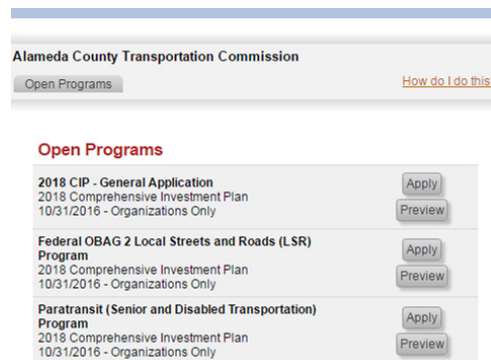 Alameda County Transportation Commission
Open Programs
How do I do this
Open Programs
2018 CIP - General Application
2018 Comprehensive Investment Plan
10/31/2016 - Organizations Only
Apply
Preview
Federal OBAG 2 Local Streets and Roads (LSR)
Program
2018 Comprehensive Investment Plan
10/31/2016 - Organizations Only
Apply
Preview
Paratransit (Senior and Disabled Transportation)
Program
2018 Comprehensive Investment Plan
10/31/2016 - Organizations Only
Apply
Preview